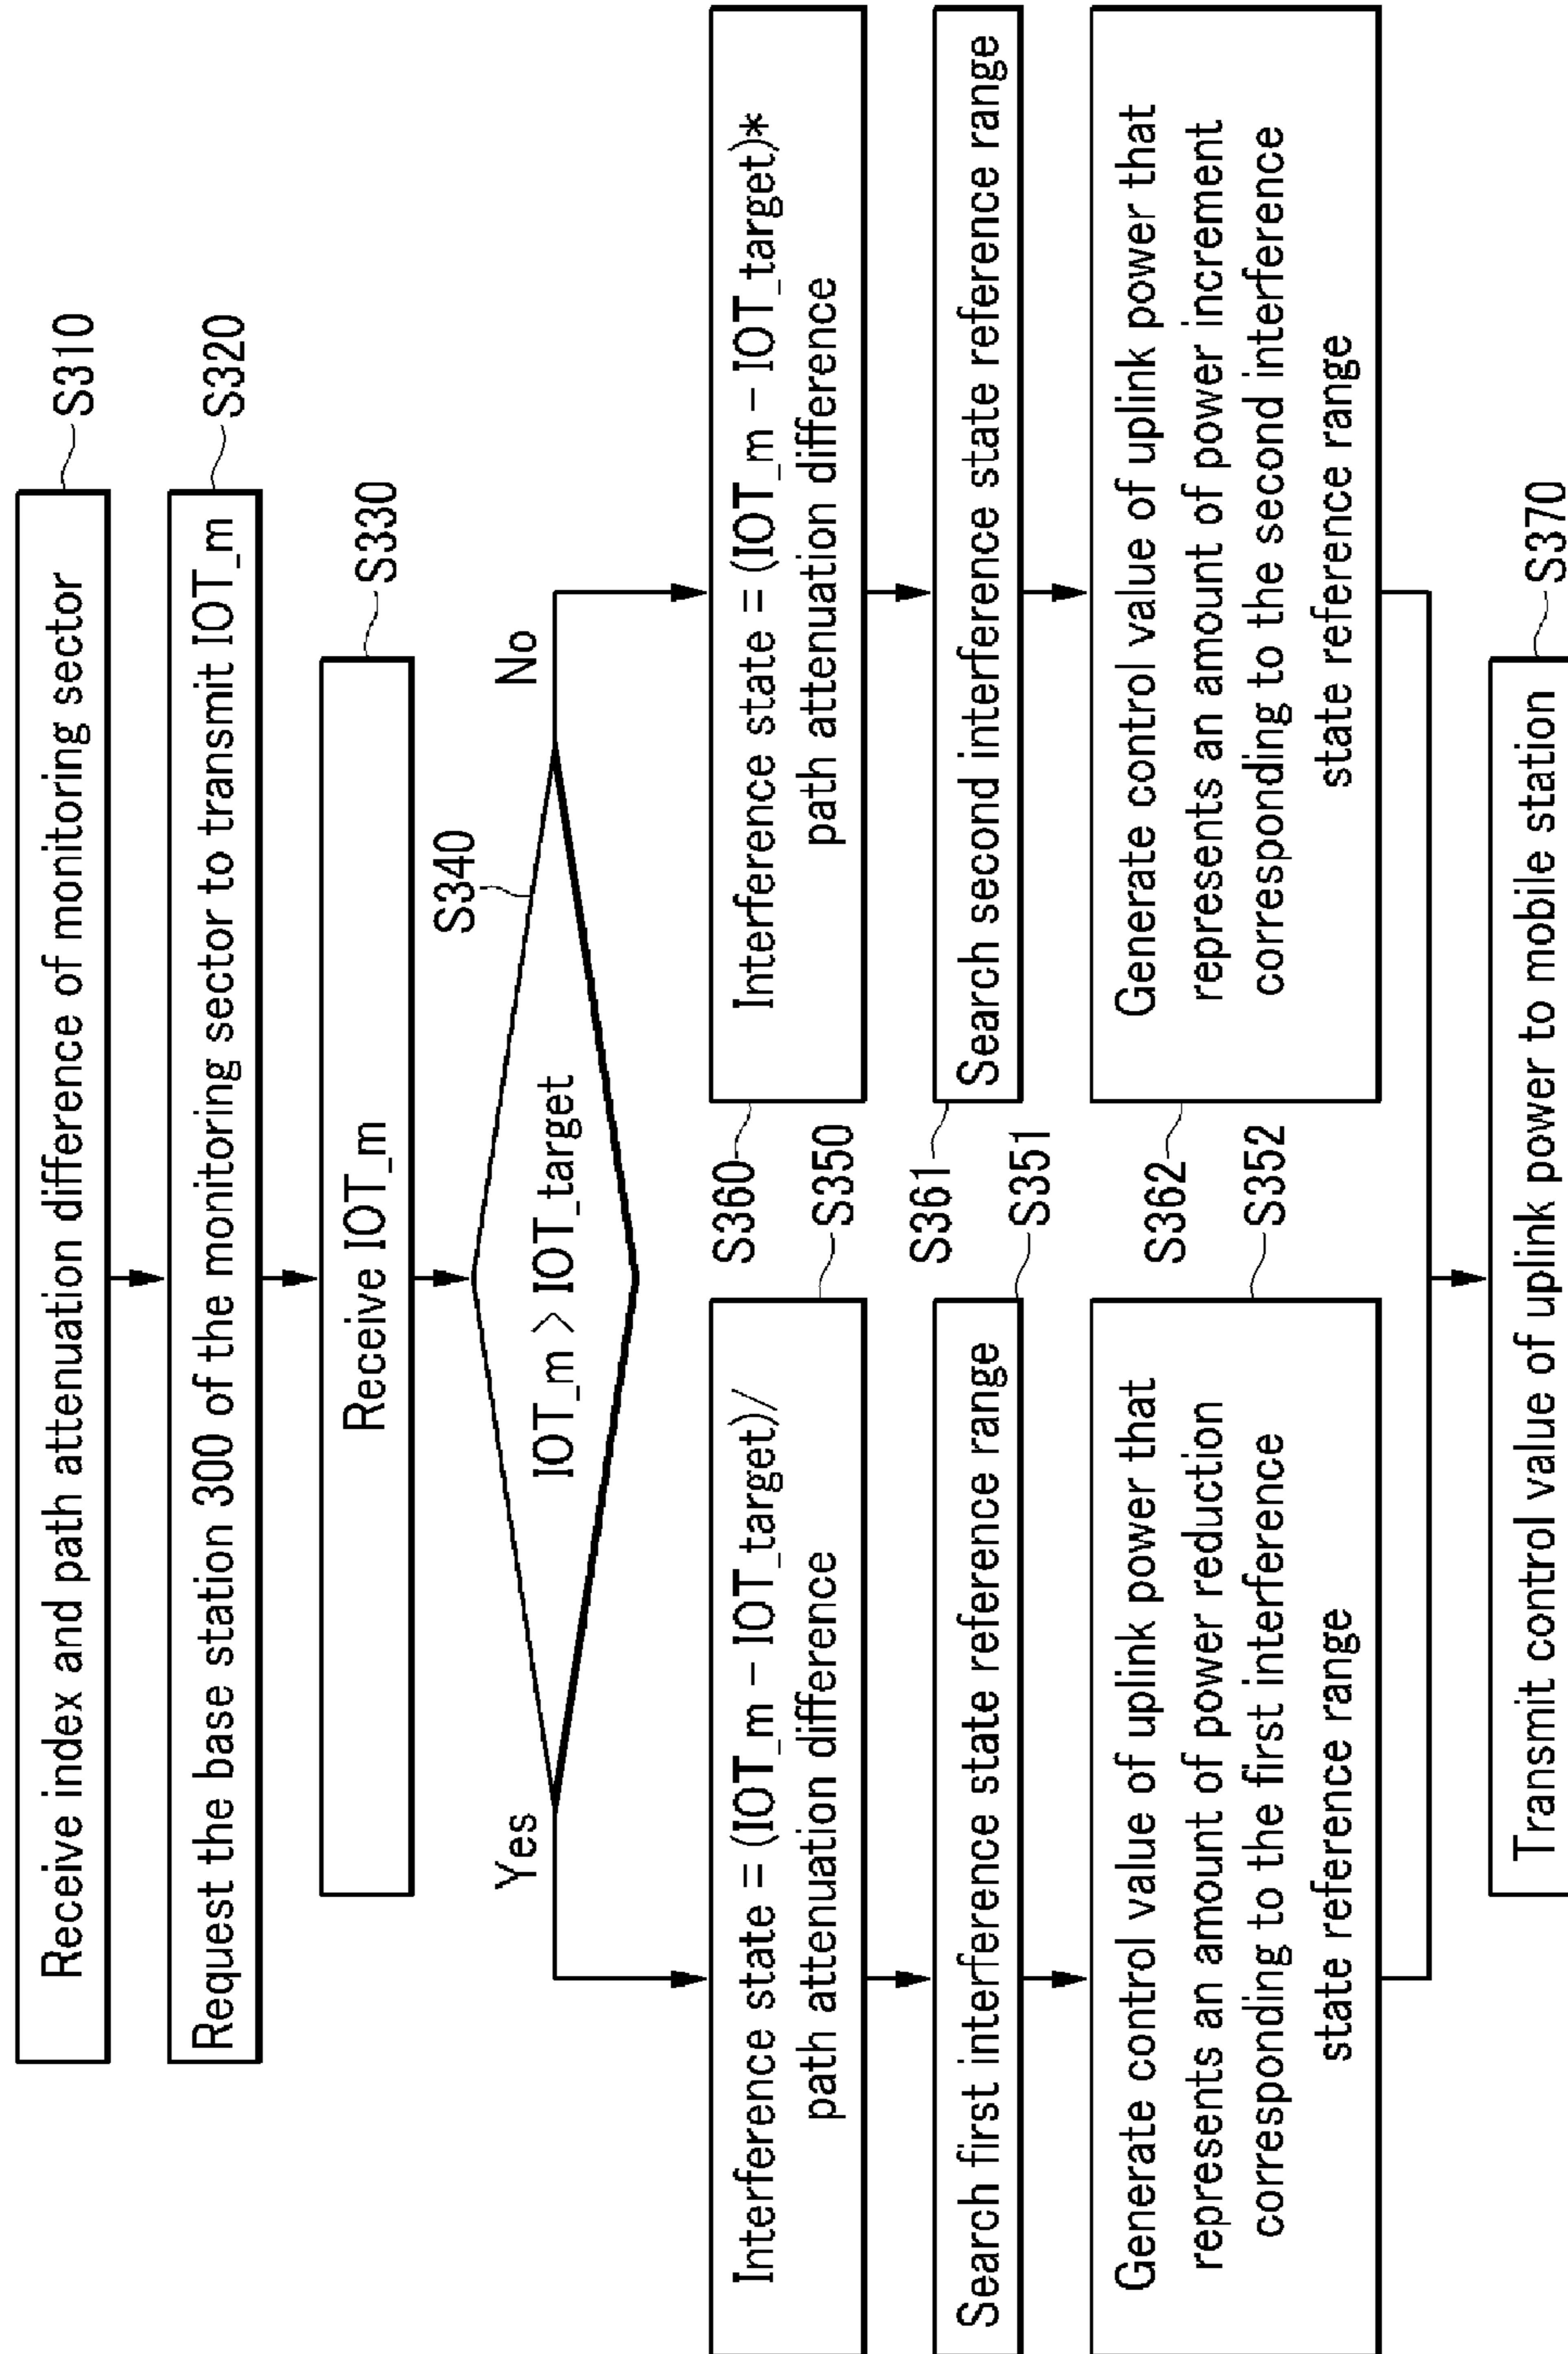 Receive index and path attenuation difference of monitoring sector
S310
Request the base station 300 of the monitoring sector to transmit IOT_m
S320
Receive IOT_m
S330
S340
IOT_m > IOT_target
Yes
No
Interference state = (IOT_m − IOT_target)/
path attenuation difference
S350
Search first interference state reference range
S351
Generate control value of uplink power that
represents an amount of power reduction
corresponding to the first interference
state reference range
S352
S360
Interference state = (IOT_m − IOT_target)*
path attenuation difference
S361
Search second interference state reference range
S362
Generate control value of uplink power that
represents an amount of power increment
corresponding to the second interference
state reference range
Transmit control value of uplink power to mobile station
S370